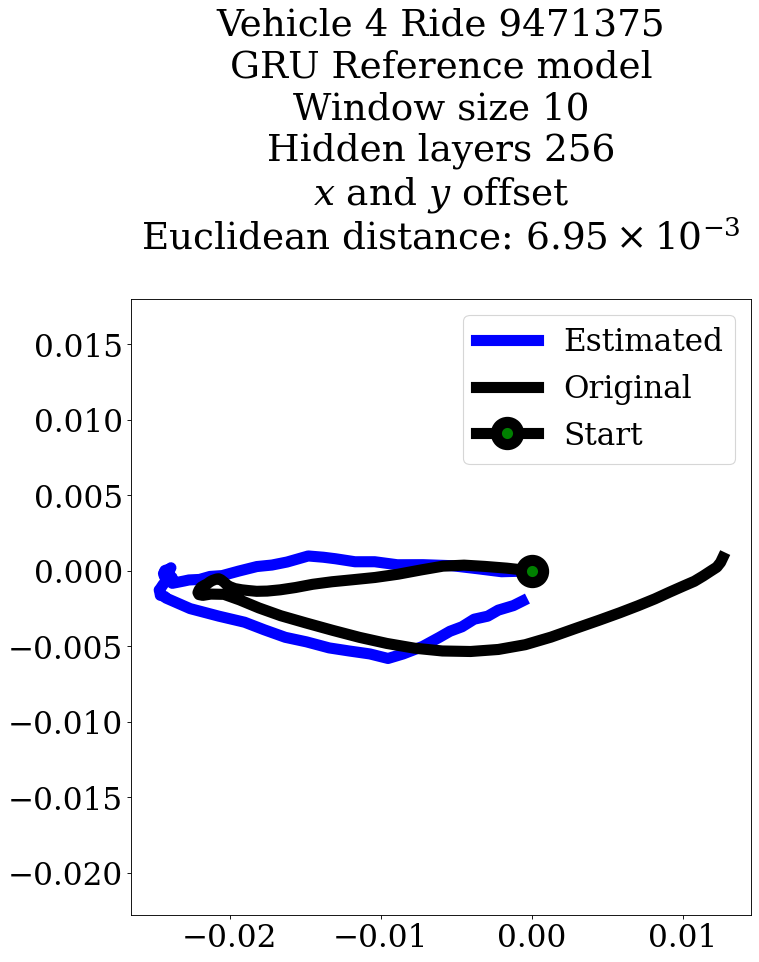 Vehicle 4 Ride 9471375
GRU Reference model
Window size 10
Hidden layers 256
x and y offset
Euclidean distance: 6.95 × 10⁻³
Estimated
Original
Start
0.015
0.010
0.005
0.000
−0.005
−0.010
−0.015
−0.020
−0.02 −0.01 0.00 0.01